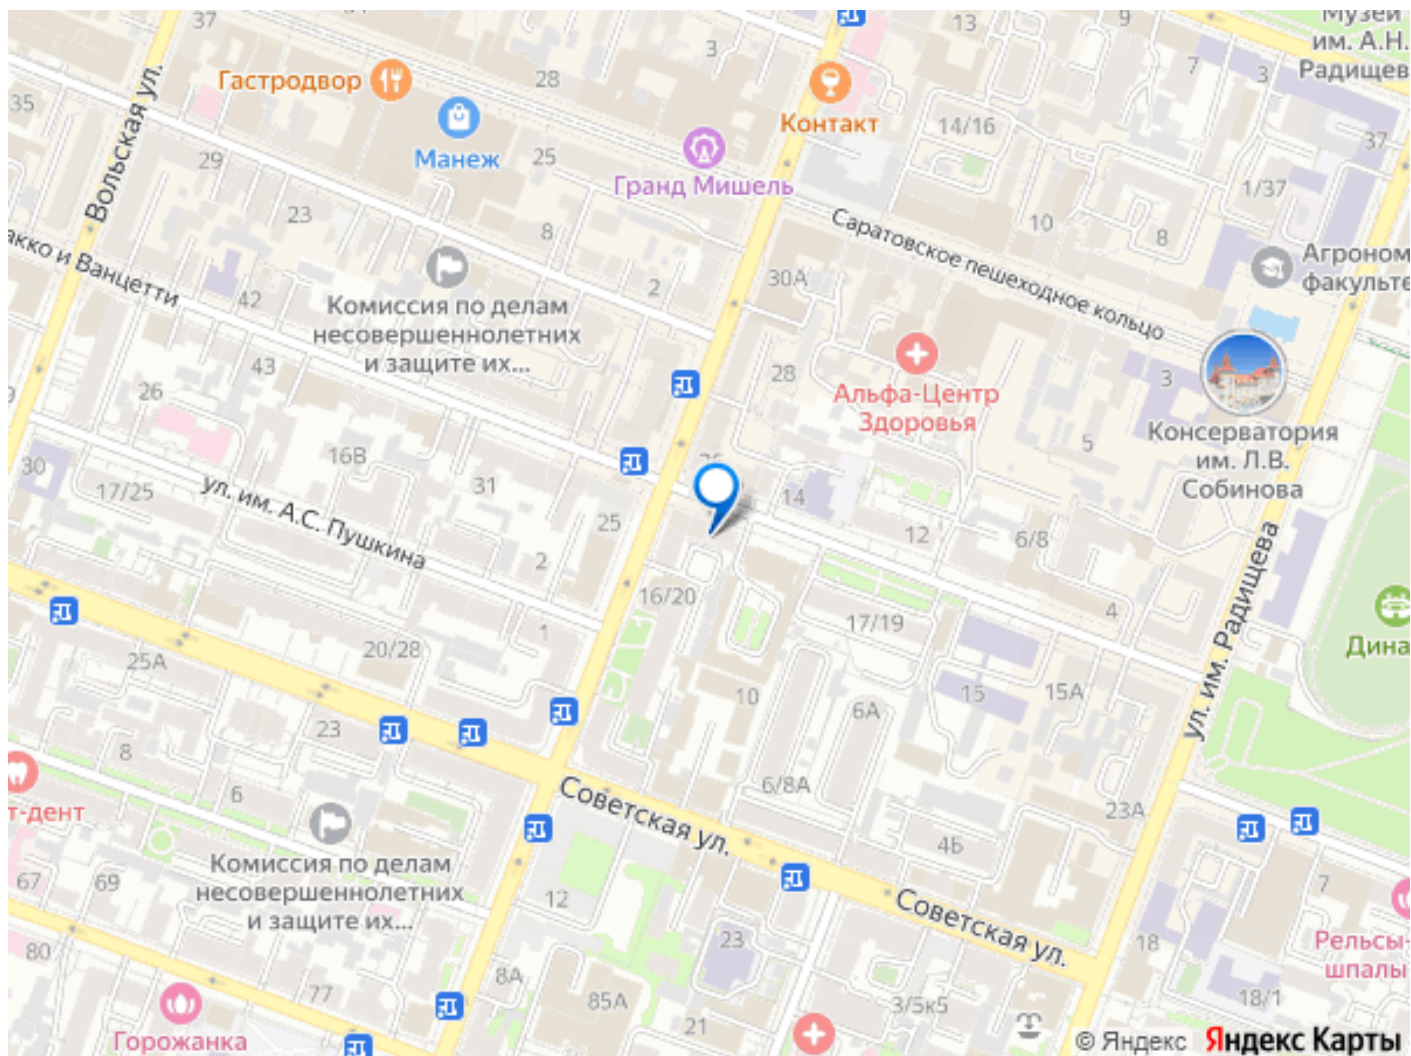 37
13
9
Музей
им. А.Н.
Радищев
3
28
7
3
Гастродвор
35
Вольская ул.
Контакт
14/16
37
Манеж
25
29
Гранд Мишель
1/37
23
8
Саратовское пешеходное кольцо
10
8
акко и Ванцетти
Агроном
факульте
42
2
30А
Комиссия по делам
несовершеннолетних
и защите их...
43
28
3
26
Альфа-Центр
Здоровья
5
Консерватория
им. Л.В.
Собинова
30
17/25
16В
31
ул. им. А.С. Пушкина
25
14
12
6/8
2
16/20
17/19
4
ул. им. Радищева
1
20/28
25А
Дина
10
6А
15
15А
23
8
6
6/8А
23А
т-дент
Советская ул.
4Б
Комиссия по делам
несовершеннолетних
и защите их...
67
69
12
7
Советская ул.
23
18
Рельсы-
шпалы
80
8А
77
85А
3/5к5
18/1
21
Горожанка
© Яндекс Яндекс Карты